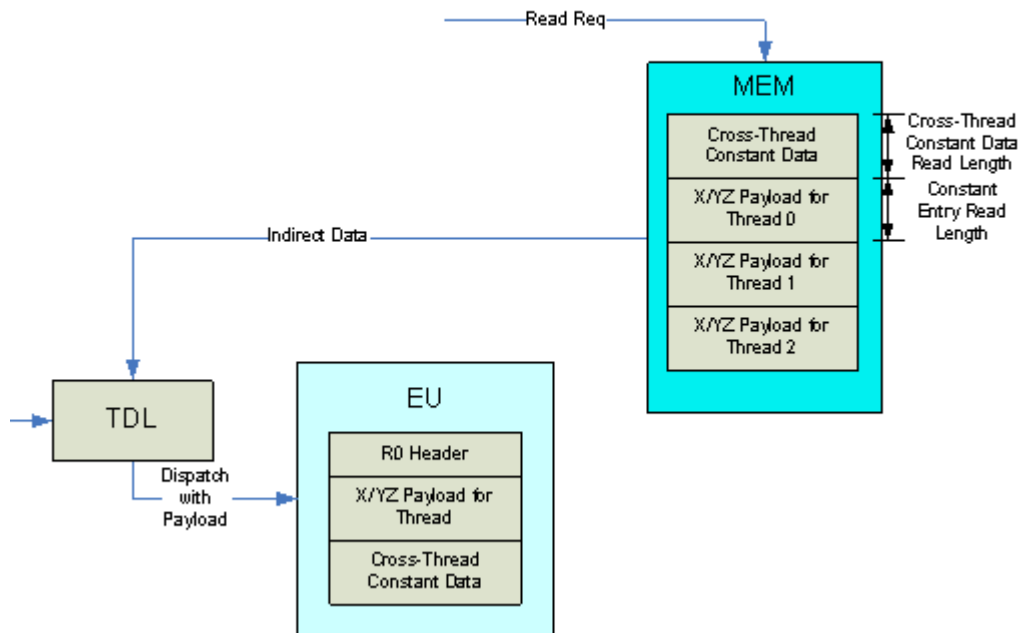 Read Req
MEM
Cross-Thread
Constant Data
Cross-Thread
Constant Data
Read Length
X/YZ Payload for
Thread 0
Constant
Entry Read
Length
Indirect Data
X/YZ Payload for
Thread 1
X/YZ Payload for
Thread 2
TDL
EU
R0 Header
Dispatch
with
Payload
X/YZ Payload for
Thread
Cross-Thread
Constant Data